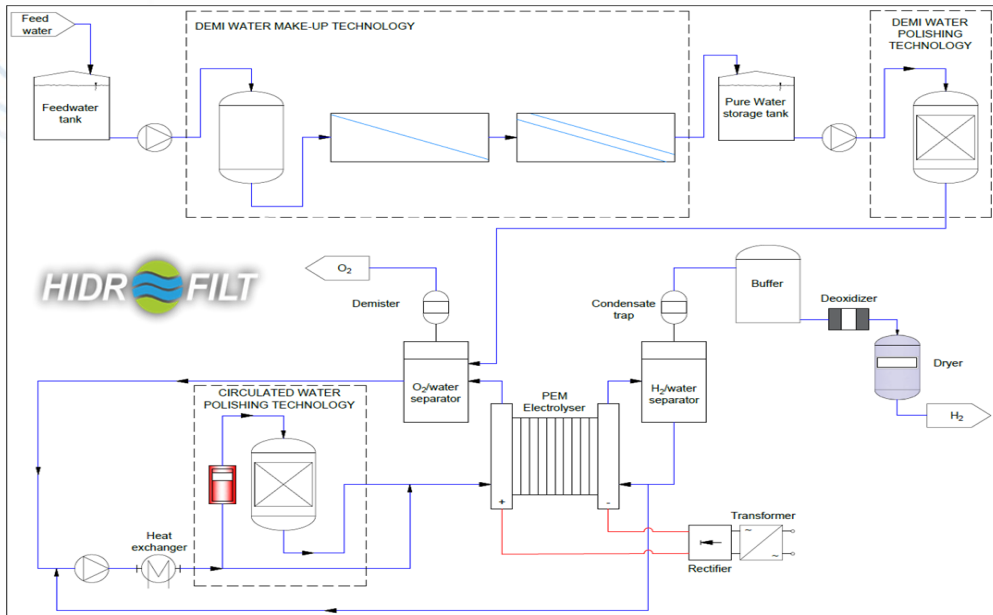 Feed
water
DEMI WATER MAKE-UP TECHNOLOGY
DEMI WATER
POLISHING
TECHNOLOGY
Feedwater
tank
Pure Water
storage tank
HIDR FILT
O2
Demister
Condensate
trap
Buffer
Deoxidizer
Dryer
H2
O2/water
separator
PEM
Electrolyser
H2/water
separator
CIRCULATED WATER
POLISHING TECHNOLOGY
+
-
Heat
exchanger
Transformer
~
~
Rectifier